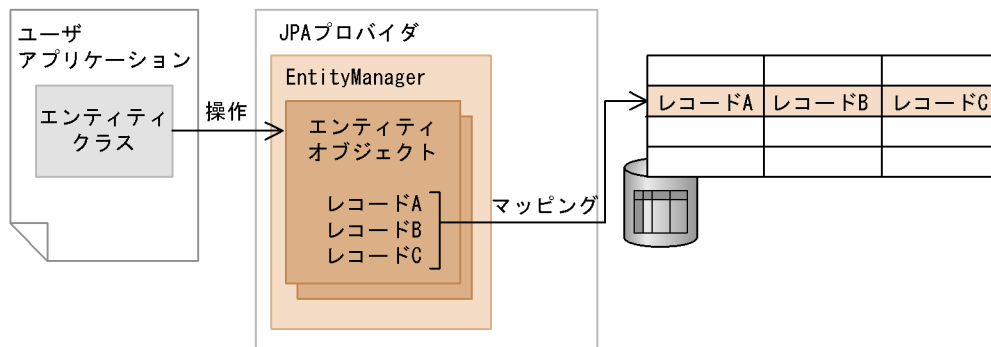 ユーザ
アプリケーション
エンティティ
クラス
操作
JPAプロバイダ
EntityManager
エンティティ
オブジェクト
レコードA
レコードB
レコードC
マッピング
レコードA レコードB レコードC